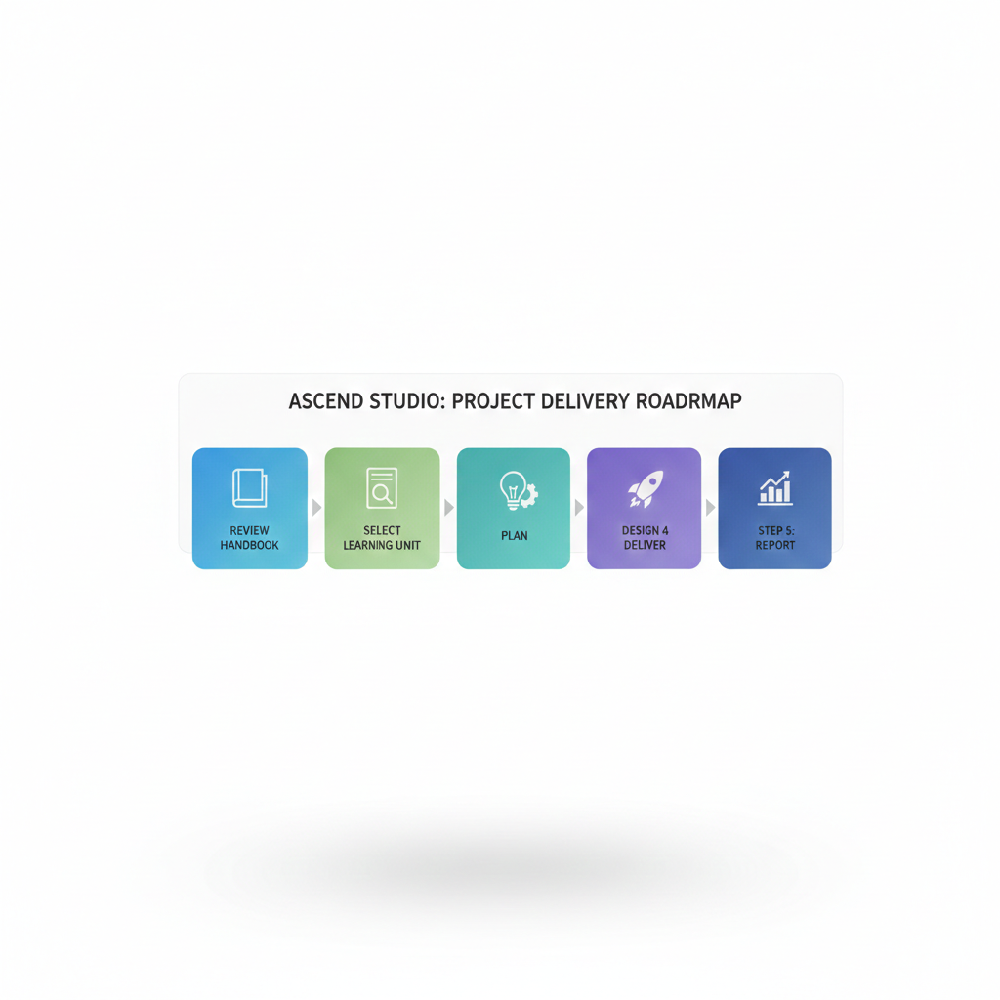 ASCEND STUDIO: PROJECT DELIVERY ROADRMAP
REVIEW
HANDBOOK
SELECT
LEARNING UNIT
PLAN
DESIGN 4
DELIVER
STEP 5:
REPORT